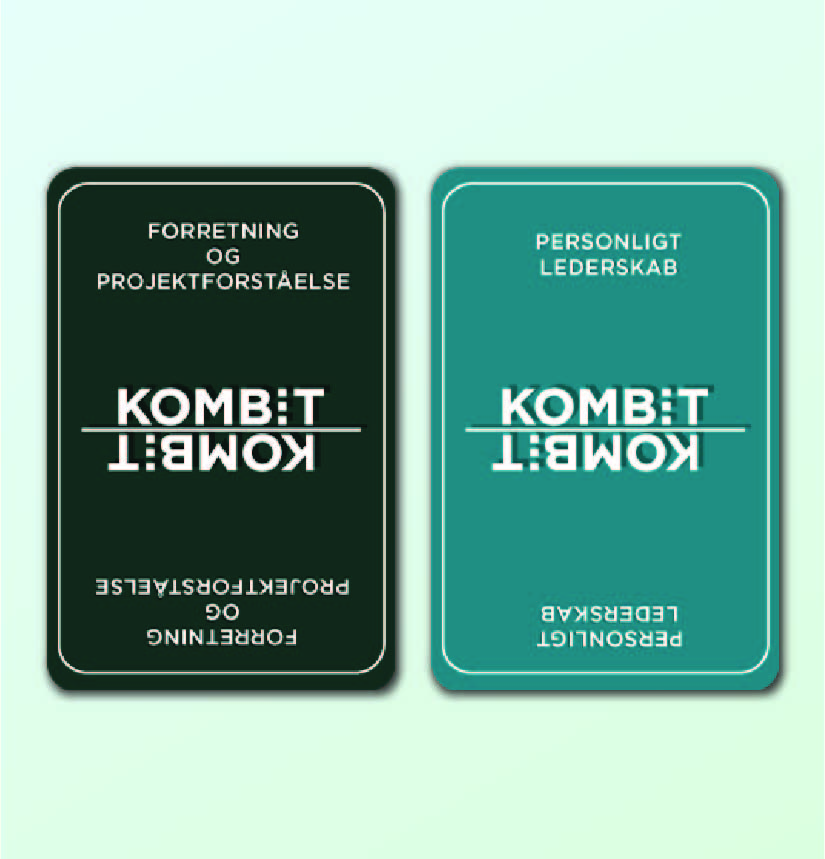 FORRETNING
OG
PROJEKTFORSTÅELSE
KOMBIT
KOMBIT
FORRETNING
OG
PROJEKTFORSTÅELSE
PERSONLIGT
LEDERSKAB
KOMBIT
KOMBIT
PERSONLIGT
LEDERSKAB